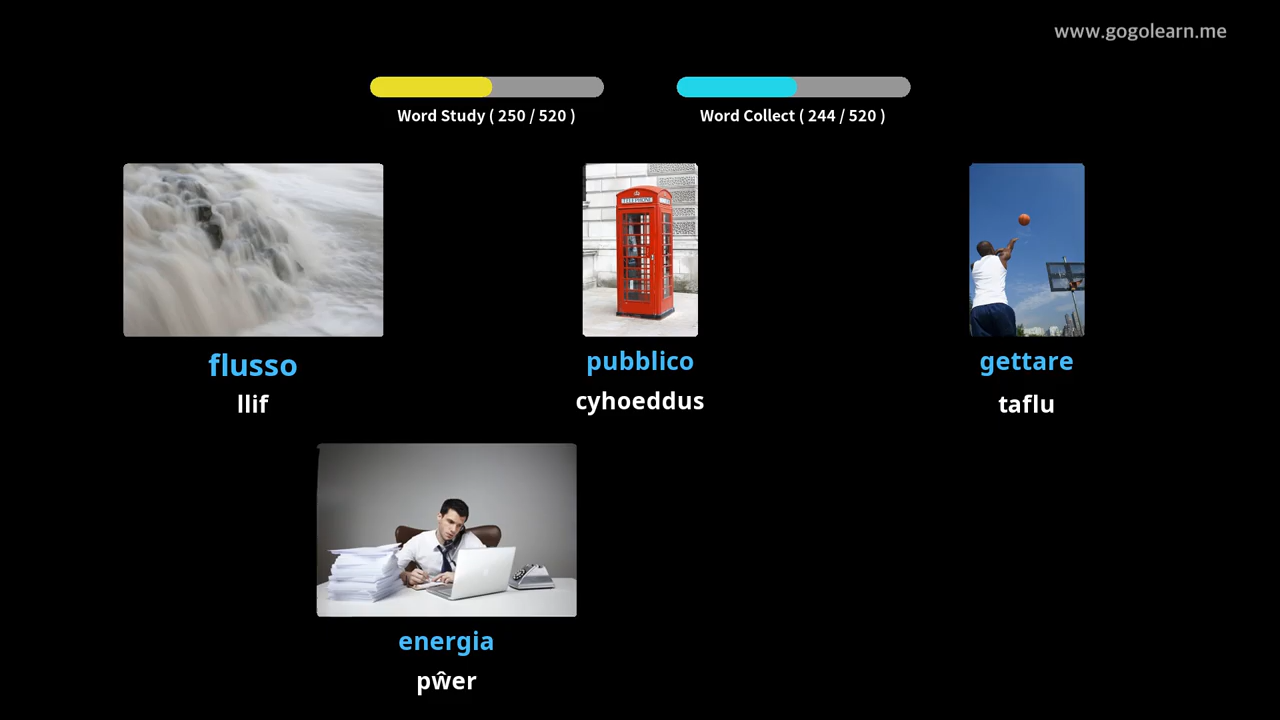 www.gogolearn.me
Word Study ( 250 / 520 )
Word Collect ( 244 / 520 )
TELEPHONE
flusso
llif
pubblico
cyhoeddus
gettare
taflu
energia
pŵer